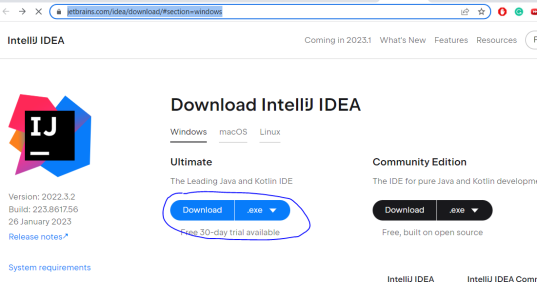 jetbrains.com/idea/download/#section=windows
IntelliJ IDEA
Coming in 2023.1 What's New Features Resources
Download IntelliJ IDEA
Windows macOS Linux
IJ
Ultimate
The Leading Java and Kotlin IDE
Download .exe
Free 30-day trial available
Community Edition
The IDE for pure Java and Kotlin developme
Download .exe
Free, built on open source
Version: 2022.3.2
Build: 223.8617.56
26 January 2023
Release notes↗
System requirements
IntelliJ IDEA IntelliJ IDEA Comm